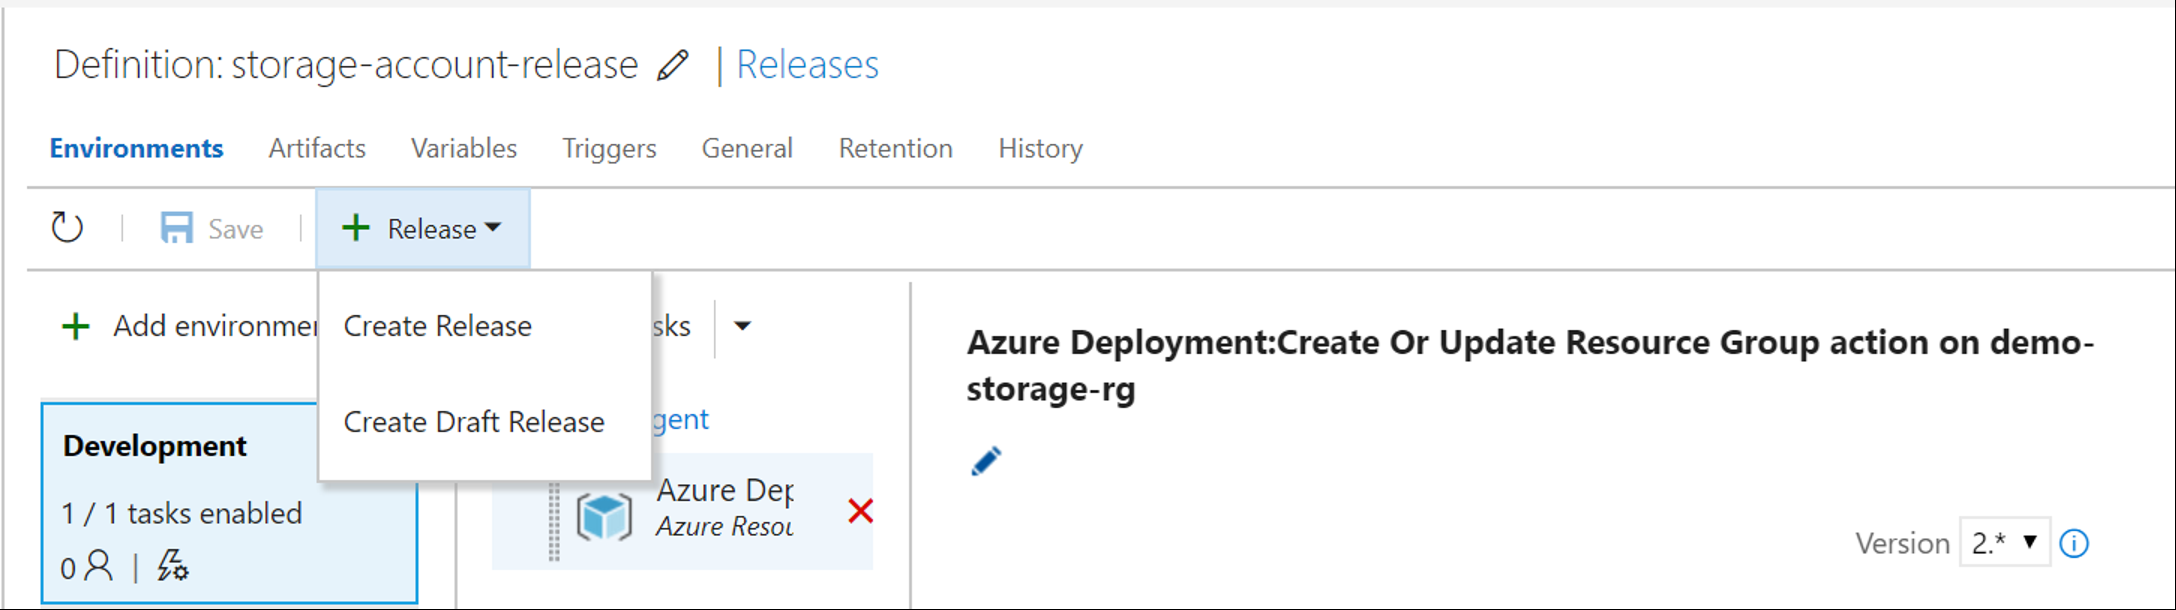 Definition: storage-account-release | Releases
Environments Artifacts Variables Triggers General Retention History
Save + Release
+ Add environmen sks
Create Release
Create Draft Release
gent
Development
1 / 1 tasks enabled
0 |
Azure Dep
Azure Resou
Azure Deployment:Create Or Update Resource Group action on demo-
storage-rg
Version 2.*